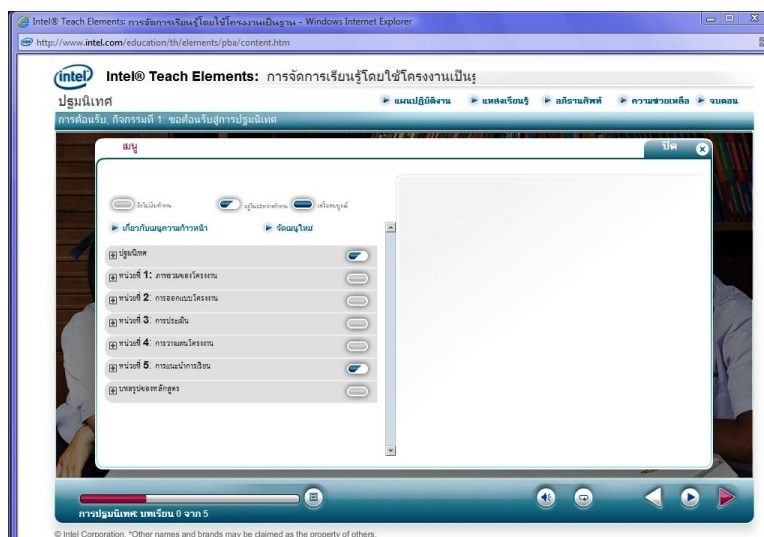 Intel® Teach Elements: การจัดการเรียนรู้โดยใช้โครงงานเป็นฐาน - Windows Internet Explorer
http://www.intel.com/education/th/elements/pba/content.htm
intel Intel® Teach Elements: การจัดการเรียนรู้โดยใช้โครงงานเป็นฐ
ปฐมนิเทศ
แผนปฏิบัติงาน แหล่งเรียนรู้ อภิธานศัพท์ ความช่วยเหลือ จบตอน
การต้อนรับ, กิจกรรมที่ 1: ขอต้อนรับสู่การปฐมนิเทศ
เมนู ปิด
ยังไม่เริ่มทำงาน อยู่ในระหว่างทำงาน เสร็จสมบูรณ์
เกี่ยวกับเมนูความก้าวหน้า จัดเมนูใหม่
ปฐมนิเทศ
หน่วยที่ 1: ภาพรวมของโครงงาน
หน่วยที่ 2: การออกแบบโครงงาน
หน่วยที่ 3: การประเมิน
หน่วยที่ 4: การวางแผนโครงงาน
หน่วยที่ 5: การแนะนำการเรียน
บทสรุปของหลักสูตร
การปฐมนิเทศ: บทเรียน 0 จาก 5
© Intel Corporation. *Other names and brands may be claimed as the property of others.